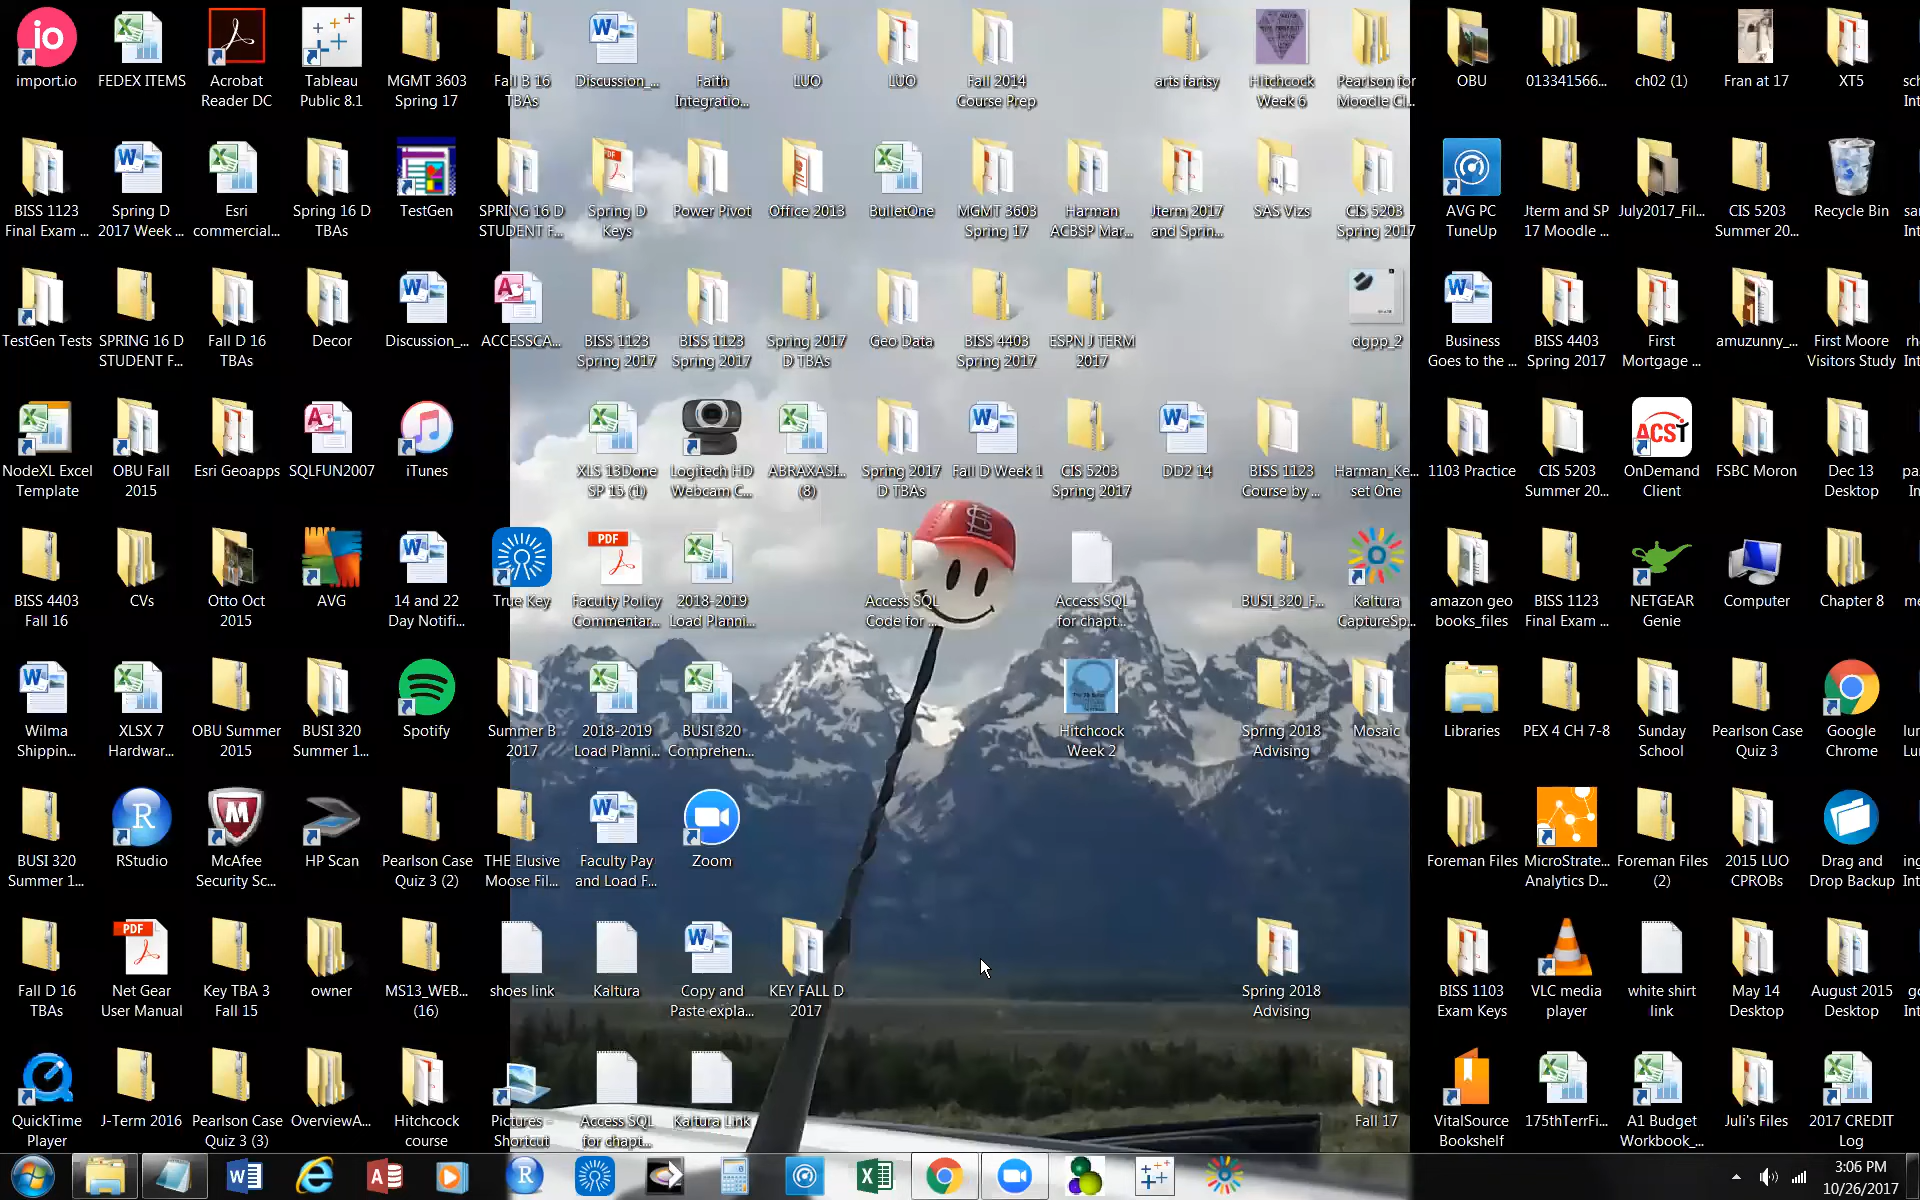 import.io
FEDEX ITEMS
Acrobat
Reader DC
Tableau
Public 8.1
MGMT 3603
Spring 17
Fall B 16
TBAs
Discussion_...
Faith
Integratio...
LUO
LUO
Fall 2014
Course Prep
arts fartsy
Hitchcock
Week 6
Pearlson for
Moodle Cl...
OBU
013341566...
ch02 (1)
Fran at 17
XT5
BISS 1123
Final Exam ...
Spring D
2017 Week ...
Esri
commercial...
Spring 16 D
TBAs
TestGen
SPRING 16 D
STUDENT F...
Spring D
Keys
Power Pivot
Office 2013
BulletOne
MGMT 3603
Spring 17
Harman
ACBSP Mar...
Jterm 2017
and Sprin...
SAS Vizs
CIS 5203
Spring 2017
AVG PC
TuneUp
Jterm and SP
17 Moodle ...
July2017_Fil...
CIS 5203
Summer 20...
Recycle Bin
TestGen Tests
SPRING 16 D
STUDENT F...
Fall D 16
TBAs
Decor
Discussion_...
ACCESSCA...
BISS 1123
Spring 2017
BISS 1123
Spring 2017
Spring 2017
D TBAs
Geo Data
BISS 4403
Spring 2017
ESPN J TERM
2017
dgpp_2
Business
Goes to the ...
BISS 4403
Spring 2017
First
Mortgage ...
amuzunny_...
First Moore
Visitors Study
NodeXL Excel
Template
OBU Fall
2015
Esri Geoapps
SQLFUN2007
iTunes
XLS 13Done
SP 15 (1)
Logitech HD
Webcam C...
ABRAXASI...
(8)
Spring 2017
D TBAs
Fall D Week 1
CIS 5203
Spring 2017
DD2 14
BISS 1123
Course by ...
Harman_Ke...
set One
1103 Practice
CIS 5203
Summer 20...
ACST
OnDemand
Client
FSBC Moron
Dec 13
Desktop
BISS 4403
Fall 16
CVs
Otto Oct
2015
AVG
14 and 22
Day Notifi...
True Key
PDF
Faculty Policy
Commentar...
2018-2019
Load Planni...
Access SQL
Code for ...
Access SQL
for chapt...
BUSI_320_F...
Kaltura
CaptureSp...
amazon geo
books_files
BISS 1123
Final Exam ...
NETGEAR
Genie
Computer
Chapter 8
Wilma
Shippin...
XLSX 7
Hardwar...
OBU Summer
2015
BUSI 320
Summer 1...
Spotify
Summer B
2017
2018-2019
Load Planni...
BUSI 320
Comprehen...
Hitchcock
Week 2
Spring 2018
Advising
Mosaic
Libraries
PEX 4 CH 7-8
Sunday
School
Pearlson Case
Quiz 3
Google
Chrome
BUSI 320
Summer 1...
RStudio
McAfee
Security Sc...
HP Scan
Pearlson Case
Quiz 3 (2)
THE Elusive
Moose Fil...
Faculty Pay
and Load F...
Zoom
Foreman Files
MicroStrate...
Analytics D...
Foreman Files
(2)
2015 LUO
CPROBs
Drag and
Drop Backup
Fall D 16
TBAs
PDF
Net Gear
User Manual
Key TBA 3
Fall 15
owner
MS13_WEB...
(16)
shoes link
Kaltura
Copy and
Paste expla...
KEY FALL D
2017
Spring 2018
Advising
BISS 1103
Exam Keys
VLC media
player
white shirt
link
May 14
Desktop
August 2015
Desktop
QuickTime
Player
J-Term 2016
Pearlson Case
Quiz 3 (3)
OverviewA...
Hitchcock
course
Pictures -
Shortcut
Access SQL
for chapt...
Kaltura Link
Fall 17
VitalSource
Bookshelf
175thTerrFi...
A1 Budget
Workbook_...
Juli's Files
2017 CREDIT
Log
3:06 PM
10/26/2017